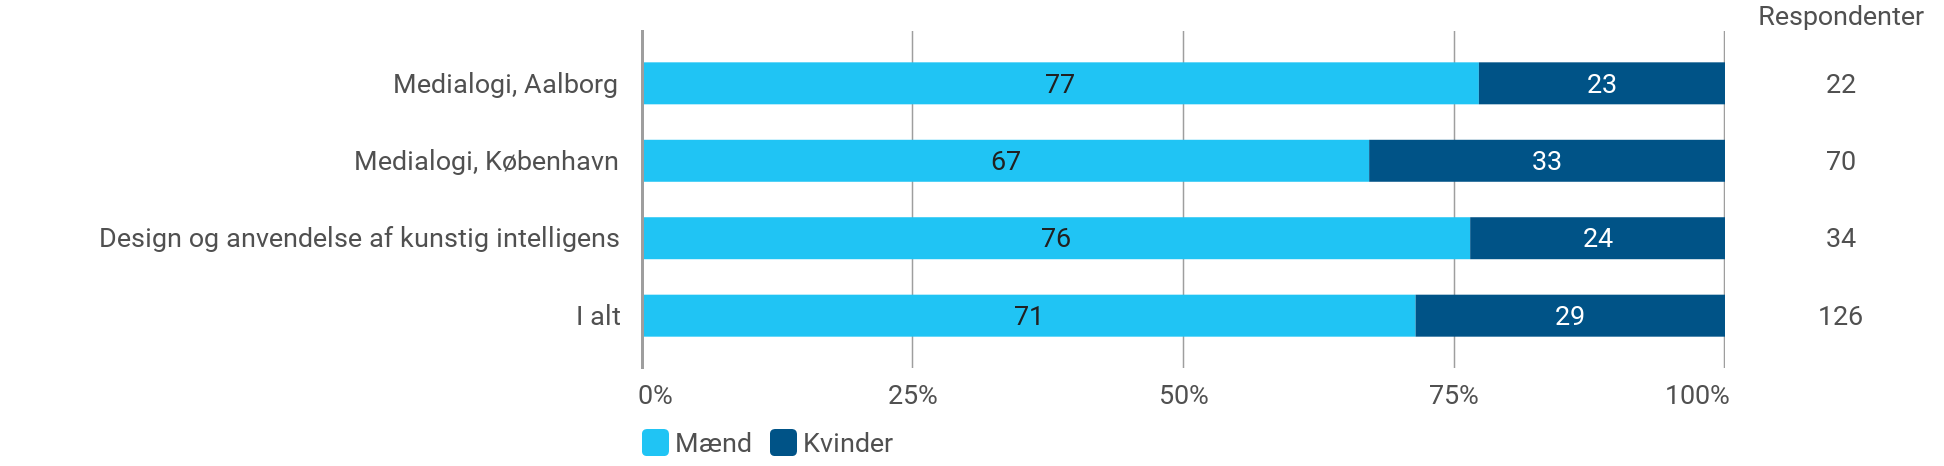 Respondenter
Medialogi, Aalborg 77 23 22
Medialogi, København 67 33 70
Design og anvendelse af kunstig intelligens 76 24 34
I alt 71 29 126
0% 25% 50% 75% 100%
Mænd Kvinder